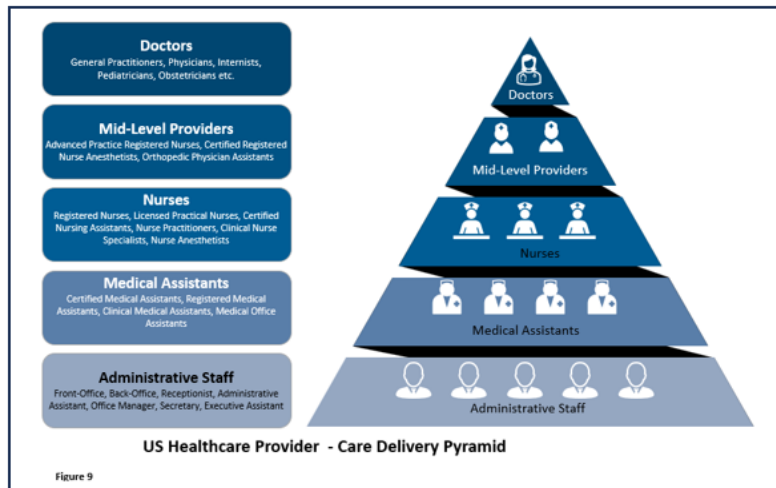 Doctors
General Practitioners, Physicians, Internists,
Pediatricians, Obstetricians etc.
Mid-Level Providers
Advanced Practice Registered Nurses, Certified Registered
Nurse Anesthetists, Orthopedic Physician Assistants
Nurses
Registered Nurses, Licensed Practical Nurses, Certified
Nursing Assistants, Nurse Practitioners, Clinical Nurse
Specialists, Nurse Anesthetists
Medical Assistants
Certified Medical Assistants, Registered Medical
Assistants, Clinical Medical Assistants, Medical Office
Assistants
Administrative Staff
Front-Office, Back-Office, Receptionist, Administrative
Assistant, Office Manager, Secretary, Executive Assistant
Doctors
Mid-Level Providers
Nurses
Medical Assistants
Administrative Staff
US Healthcare Provider - Care Delivery Pyramid
Figure 9